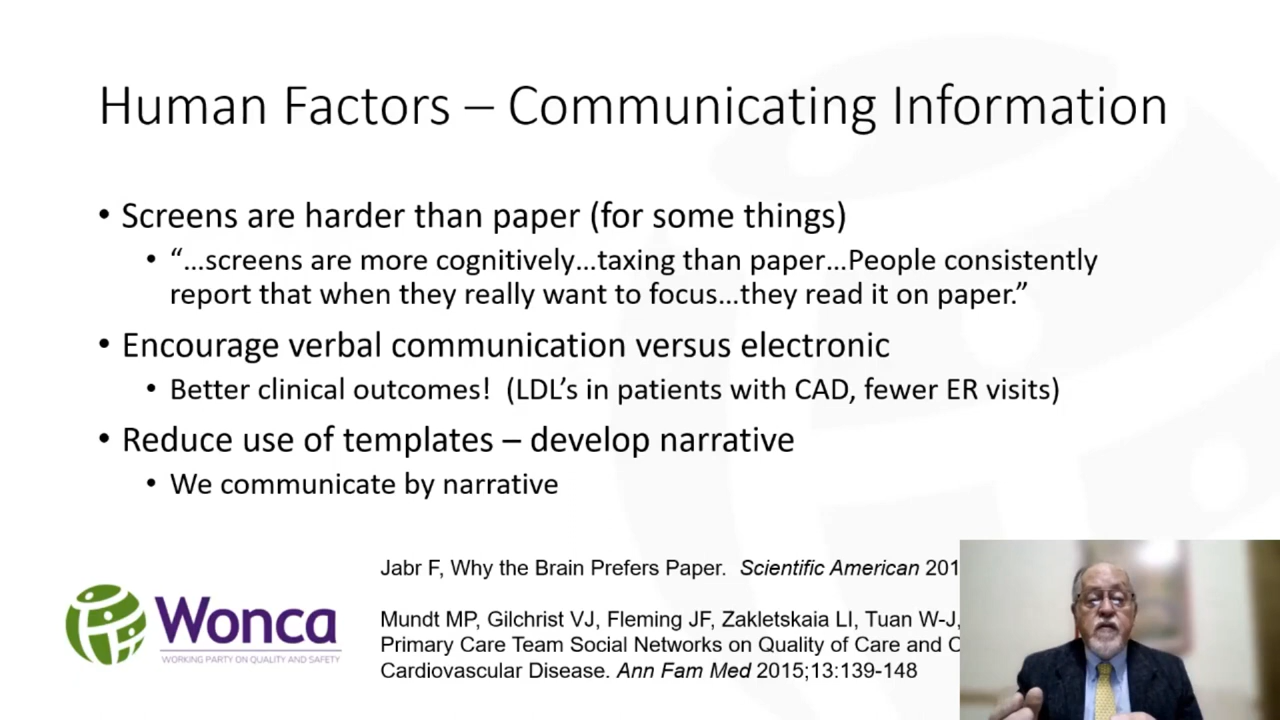 Human Factors – Communicating Information
• Screens are harder than paper (for some things)
• “…screens are more cognitively…taxing than paper…People consistently
report that when they really want to focus…they read it on paper.”
• Encourage verbal communication versus electronic
• Better clinical outcomes!  (LDL’s in patients with CAD, fewer ER visits)
• Reduce use of templates – develop narrative
• We communicate by narrative
Jabr F, Why the Brain Prefers Paper.  Scientific American 201
Mundt MP, Gilchrist VJ, Fleming JF, Zakletskaia LI, Tuan W-J,
Primary Care Team Social Networks on Quality of Care and C
Cardiovascular Disease. Ann Fam Med 2015;13:139-148
Wonca
WORKING PARTY ON QUALITY AND SAFETY